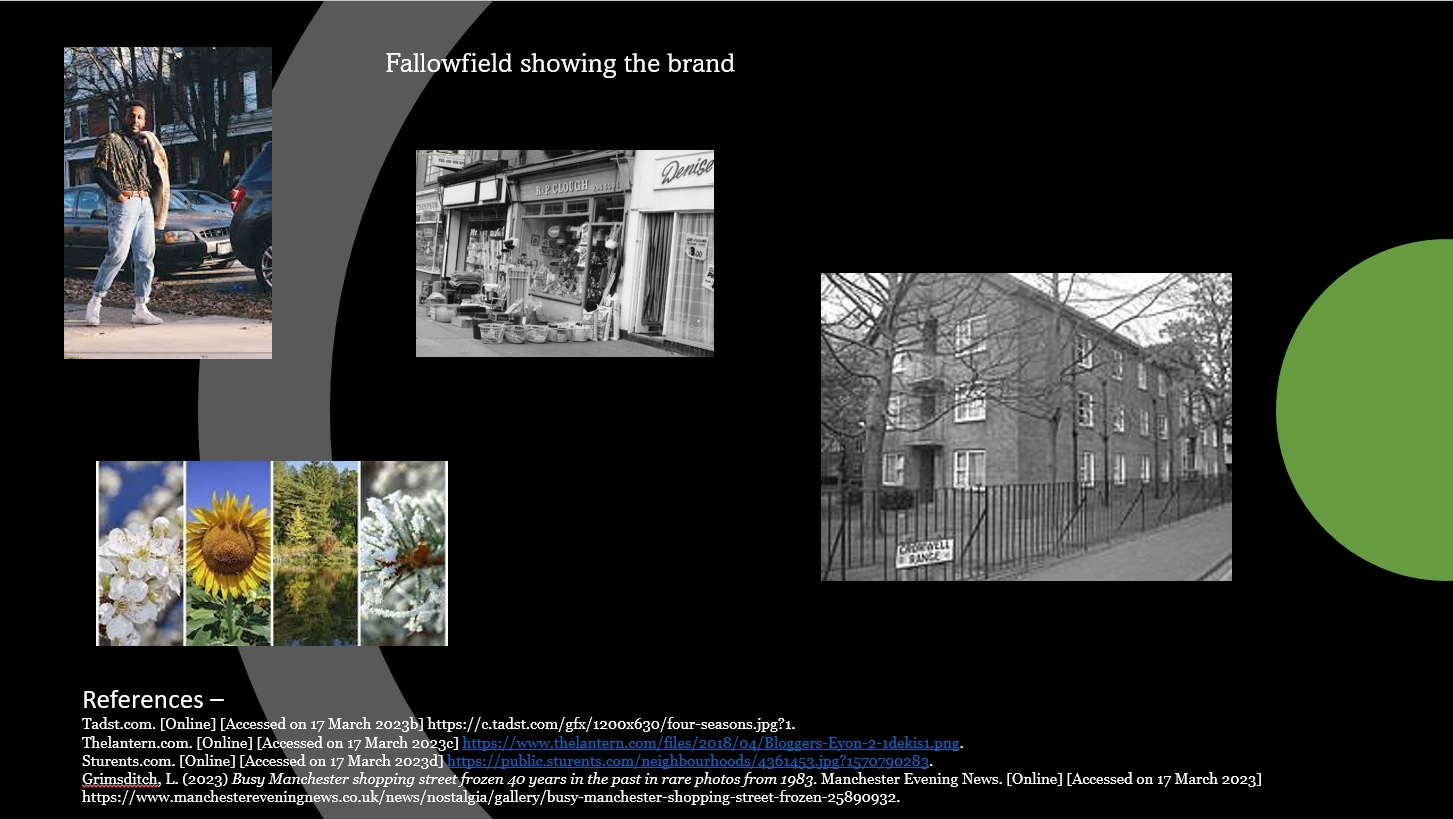 Fallowfield showing the brand
R & P CLOUGH
Denise
CROMWELL
RANGE
References –
Tadst.com. [Online] [Accessed on 17 March 2023b] https://c.tadst.com/gfx/1200x630/four-seasons.jpg?1.
Thelantern.com. [Online] [Accessed on 17 March 2023c] https://www.thelantern.com/files/2018/04/Bloggers-Eyon-2-1dekis1.png.
Sturents.com. [Online] [Accessed on 17 March 2023d] https://public.sturents.com/neighbourhoods/4361453.jpg?1570790283.
Grimsditch, L. (2023) Busy Manchester shopping street frozen 40 years in the past in rare photos from 1983. Manchester Evening News. [Online] [Accessed on 17 March 2023]
https://www.manchestereveningnews.co.uk/news/nostalgia/gallery/busy-manchester-shopping-street-frozen-25890932.